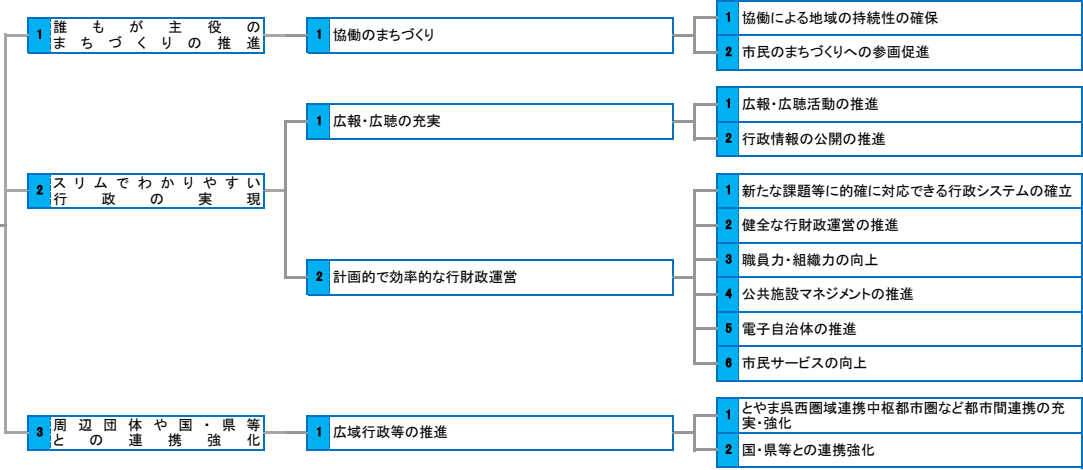 1 誰もが主役の
まちづくりの推進
1 協働のまちづくり
1 協働による地域の持続性の確保
2 市民のまちづくりへの参画促進
2 スリムでわかりやすい
行政の実現
1 広報・広聴の充実
1 広報・広聴活動の推進
2 行政情報の公開の推進
2 計画的で効率的な行財政運営
1 新たな課題等に的確に対応できる行政システムの確立
2 健全な行財政運営の推進
3 職員力・組織力の向上
4 公共施設マネジメントの推進
5 電子自治体の推進
6 市民サービスの向上
3 周辺団体や国・県等
との連携強化
1 広域行政等の推進
1 とやま呉西圏域連携中枢都市圏など都市間連携の充
実・強化
2 国・県等との連携強化